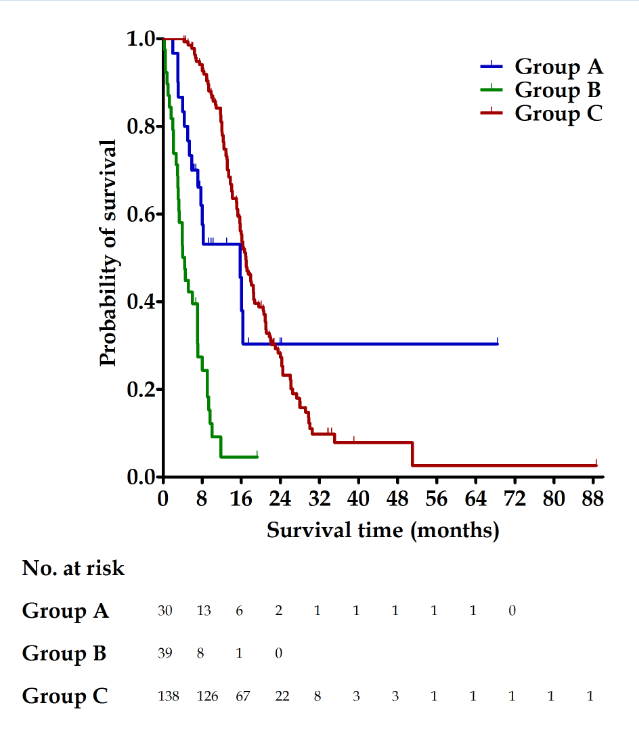 Probability of survival
1.0
0.8
0.6
0.4
0.2
0.0
Group A
Group B
Group C
0 8 16 24 32 40 48 56 64 72 80 88
Survival time (months)
No. at risk
Group A 30 13 6 2 1 1 1 1 1 0
Group B 39 8 1 0
Group C 138 126 67 22 8 3 3 1 1 1 1 1